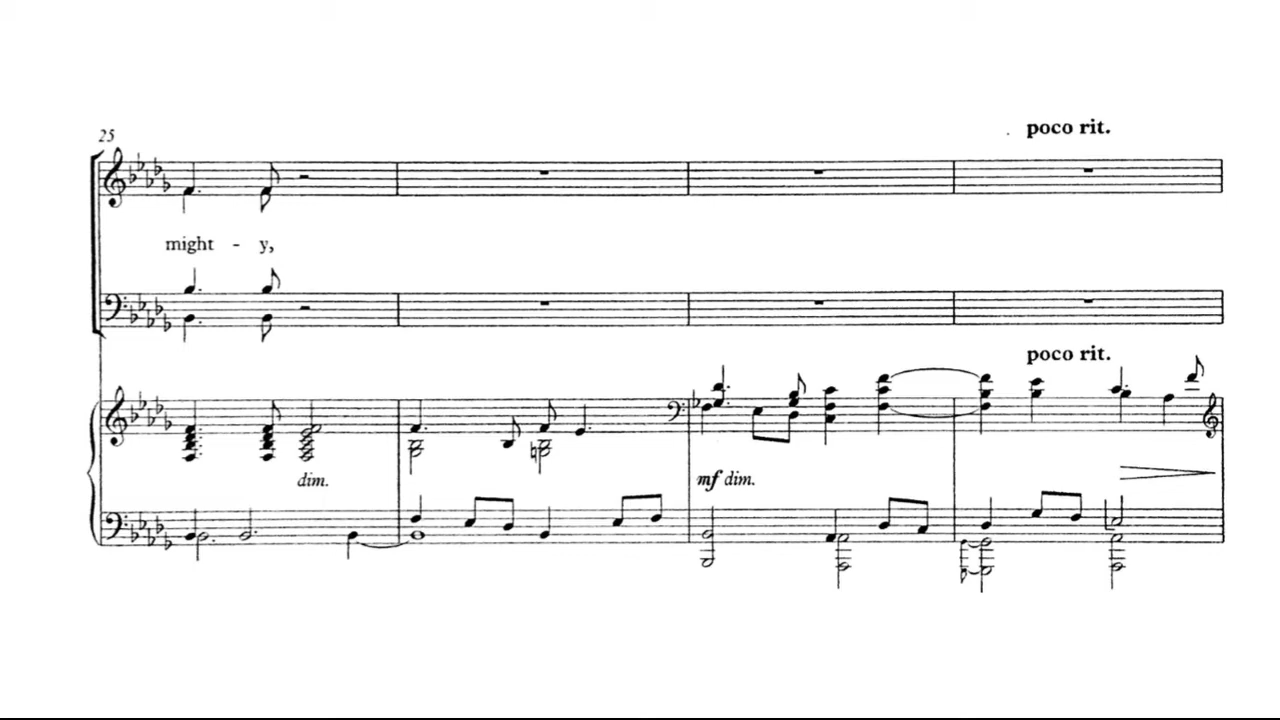 25
poco rit.
might - y,
poco rit.
dim.
mf dim.